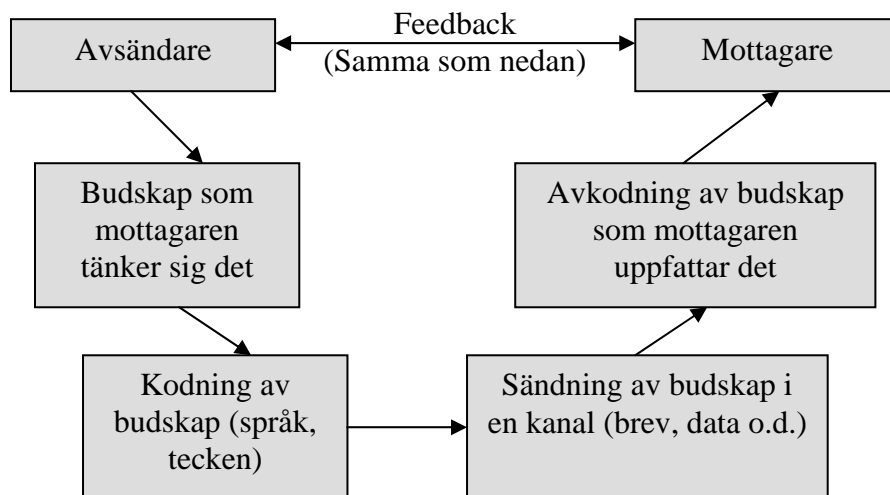 Avsändare
Feedback
(Samma som nedan)
Mottagare
Budskap som
mottagaren
tänker sig det
Avkodning av budskap
som mottagaren
uppfattar det
Kodning av
budskap (språk,
tecken)
Sändning av budskap i
en kanal (brev, data o.d.)